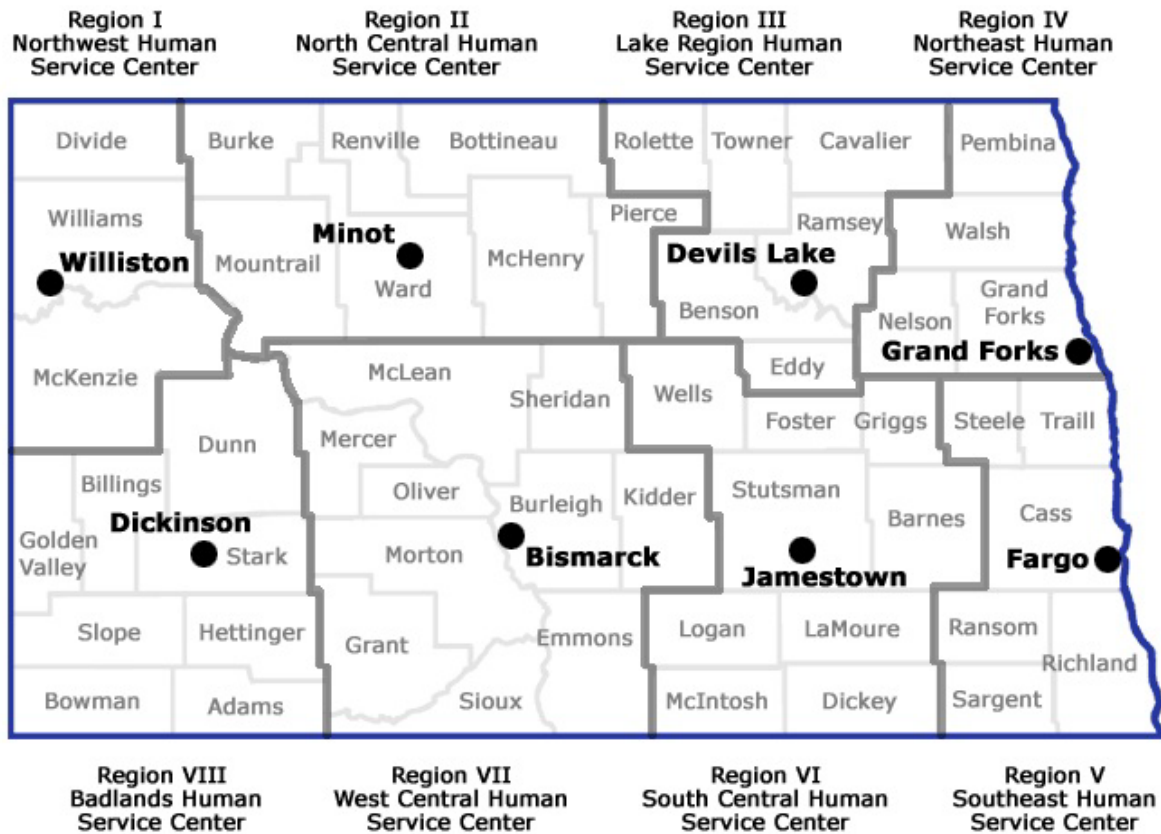 Region I
Northwest Human
Service Center
Region II
North Central Human
Service Center
Region III
Lake Region Human
Service Center
Region IV
Northeast Human
Service Center
Divide
Burke
Renville
Bottineau
Rolette
Towner
Cavalier
Pembina
Williams
Pierce
Ramsey
Walsh
Williston
Minot
Mountrail
McHenry
Devils Lake
Ward
Benson
Nelson
Grand
Forks
Grand Forks
McKenzie
McLean
Eddy
Sheridan
Wells
Foster
Griggs
Steele
Traill
Dunn
Mercer
Billings
Oliver
Burleigh
Kidder
Stutsman
Barnes
Cass
Dickinson
Golden
Valley
Stark
Morton
Bismarck
Jamestown
Fargo
Slope
Hettinger
Grant
Emmons
Logan
LaMoure
Ransom
Richland
Bowman
Adams
Sioux
McIntosh
Dickey
Sargent
Region VIII
Badlands Human
Service Center
Region VII
West Central Human
Service Center
Region VI
South Central Human
Service Center
Region V
Southeast Human
Service Center